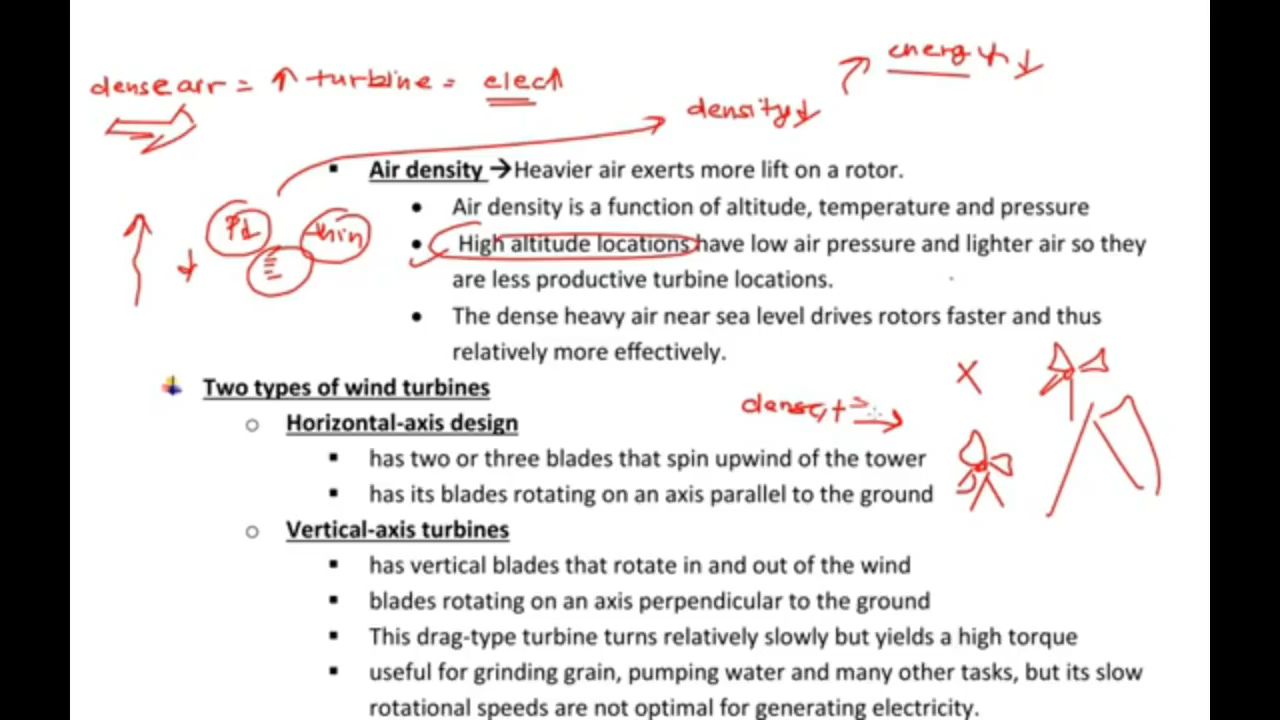 energy ↓
dense air = ↑ turbine = elect
density ↓
▪ Air density → Heavier air exerts more lift on a rotor.
• Air density is a function of altitude, temperature and pressure
thin
• High altitude locations have low air pressure and lighter air so they
are less productive turbine locations.
• The dense heavy air near sea level drives rotors faster and thus
relatively more effectively.
Two types of wind turbines
○ Horizontal-axis design
▪ has two or three blades that spin upwind of the tower
▪ has its blades rotating on an axis parallel to the ground
○ Vertical-axis turbines
▪ has vertical blades that rotate in and out of the wind
▪ blades rotating on an axis perpendicular to the ground
▪ This drag-type turbine turns relatively slowly but yields a high torque
▪ useful for grinding grain, pumping water and many other tasks, but its slow
rotational speeds are not optimal for generating electricity.